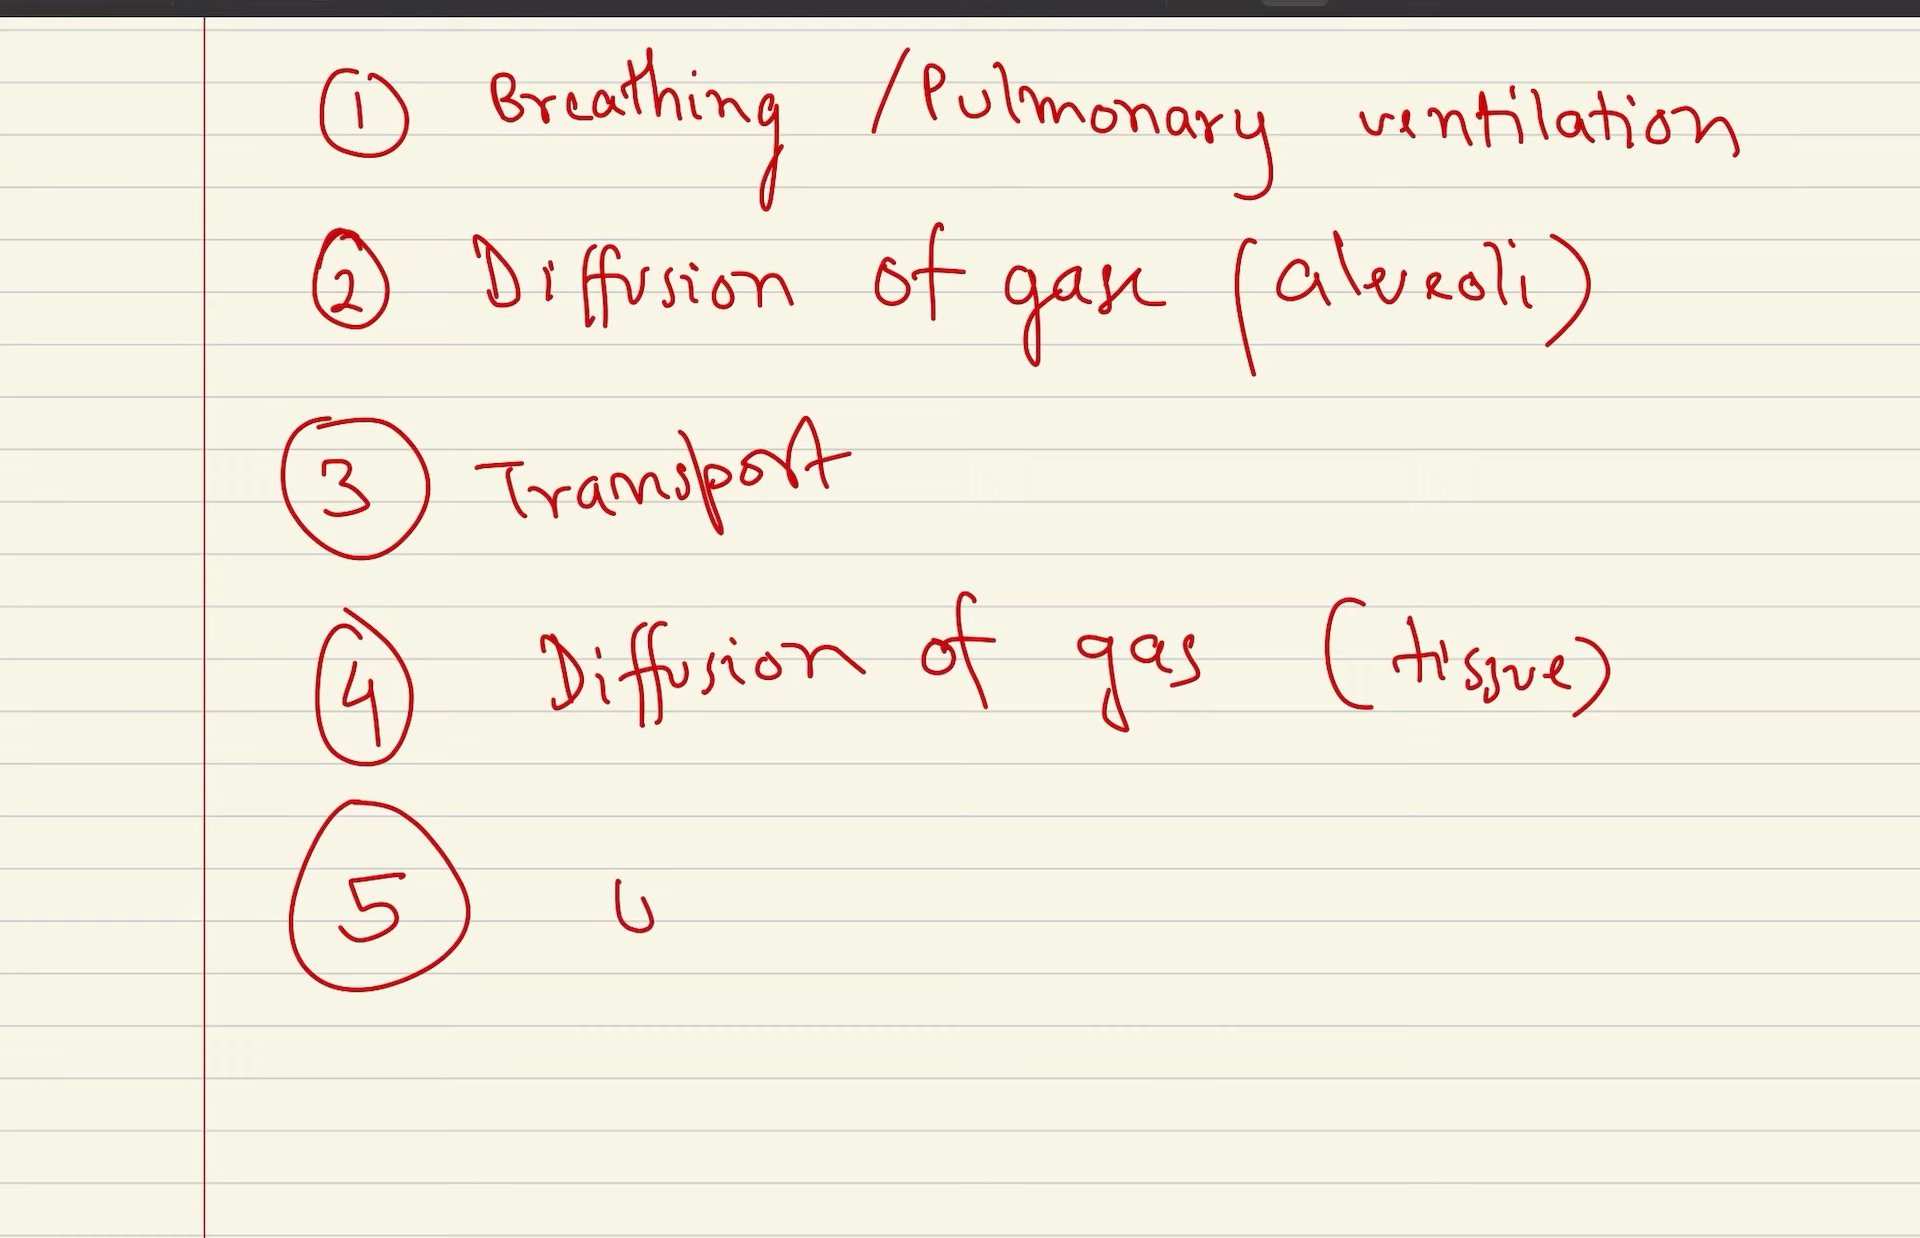 ① Breathing / Pulmonary ventilation
② Diffusion of gase (alveoli)
③ Transport
④ Diffusion of gas (tissue)
⑤ U